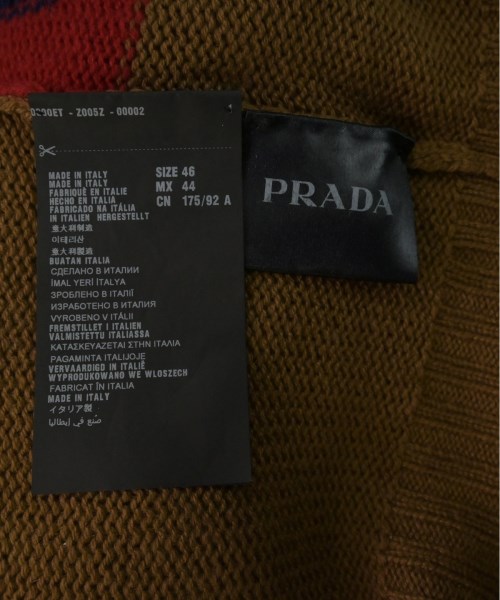 - Z005Z - 00002
MADE IN ITALY
MADE IN ITALY
FABRIQUÉ EN ITALIE
HECHO EN ITALIA
FABRICADO NA ITÁLIA
IN ITALIEN HERGESTELLT
意大利制造
이태리산
意大利製造
BUATAN ITALIA
СДЕЛАНО В ИТАЛИИ
İMAL YERİ İTALYA
ЗРОБЛЕНО В ІТАЛІЇ
ИЗРАБОТЕНО В ИТАЛИЯ
VYROBENO V ITÁLII
FREMSTILLET I ITALIEN
VALMISTETTU ITALIASSA
ΚΑΤΑΣΚΕΥΑΖΕΤΑΙ ΣΤΗΝ ΙΤΑΛΙΑ
PAGAMINTA ITALIJOJE
VERVAARDIGD IN ITALIË
WYPRODUKOWANO WE WLOSZECH
FABRICAT ÎN ITALIA
MADE IN ITALY
イタリア製
صنع في إيطاليا
SIZE 46
MX 44
CN 175/92 A
PRADA